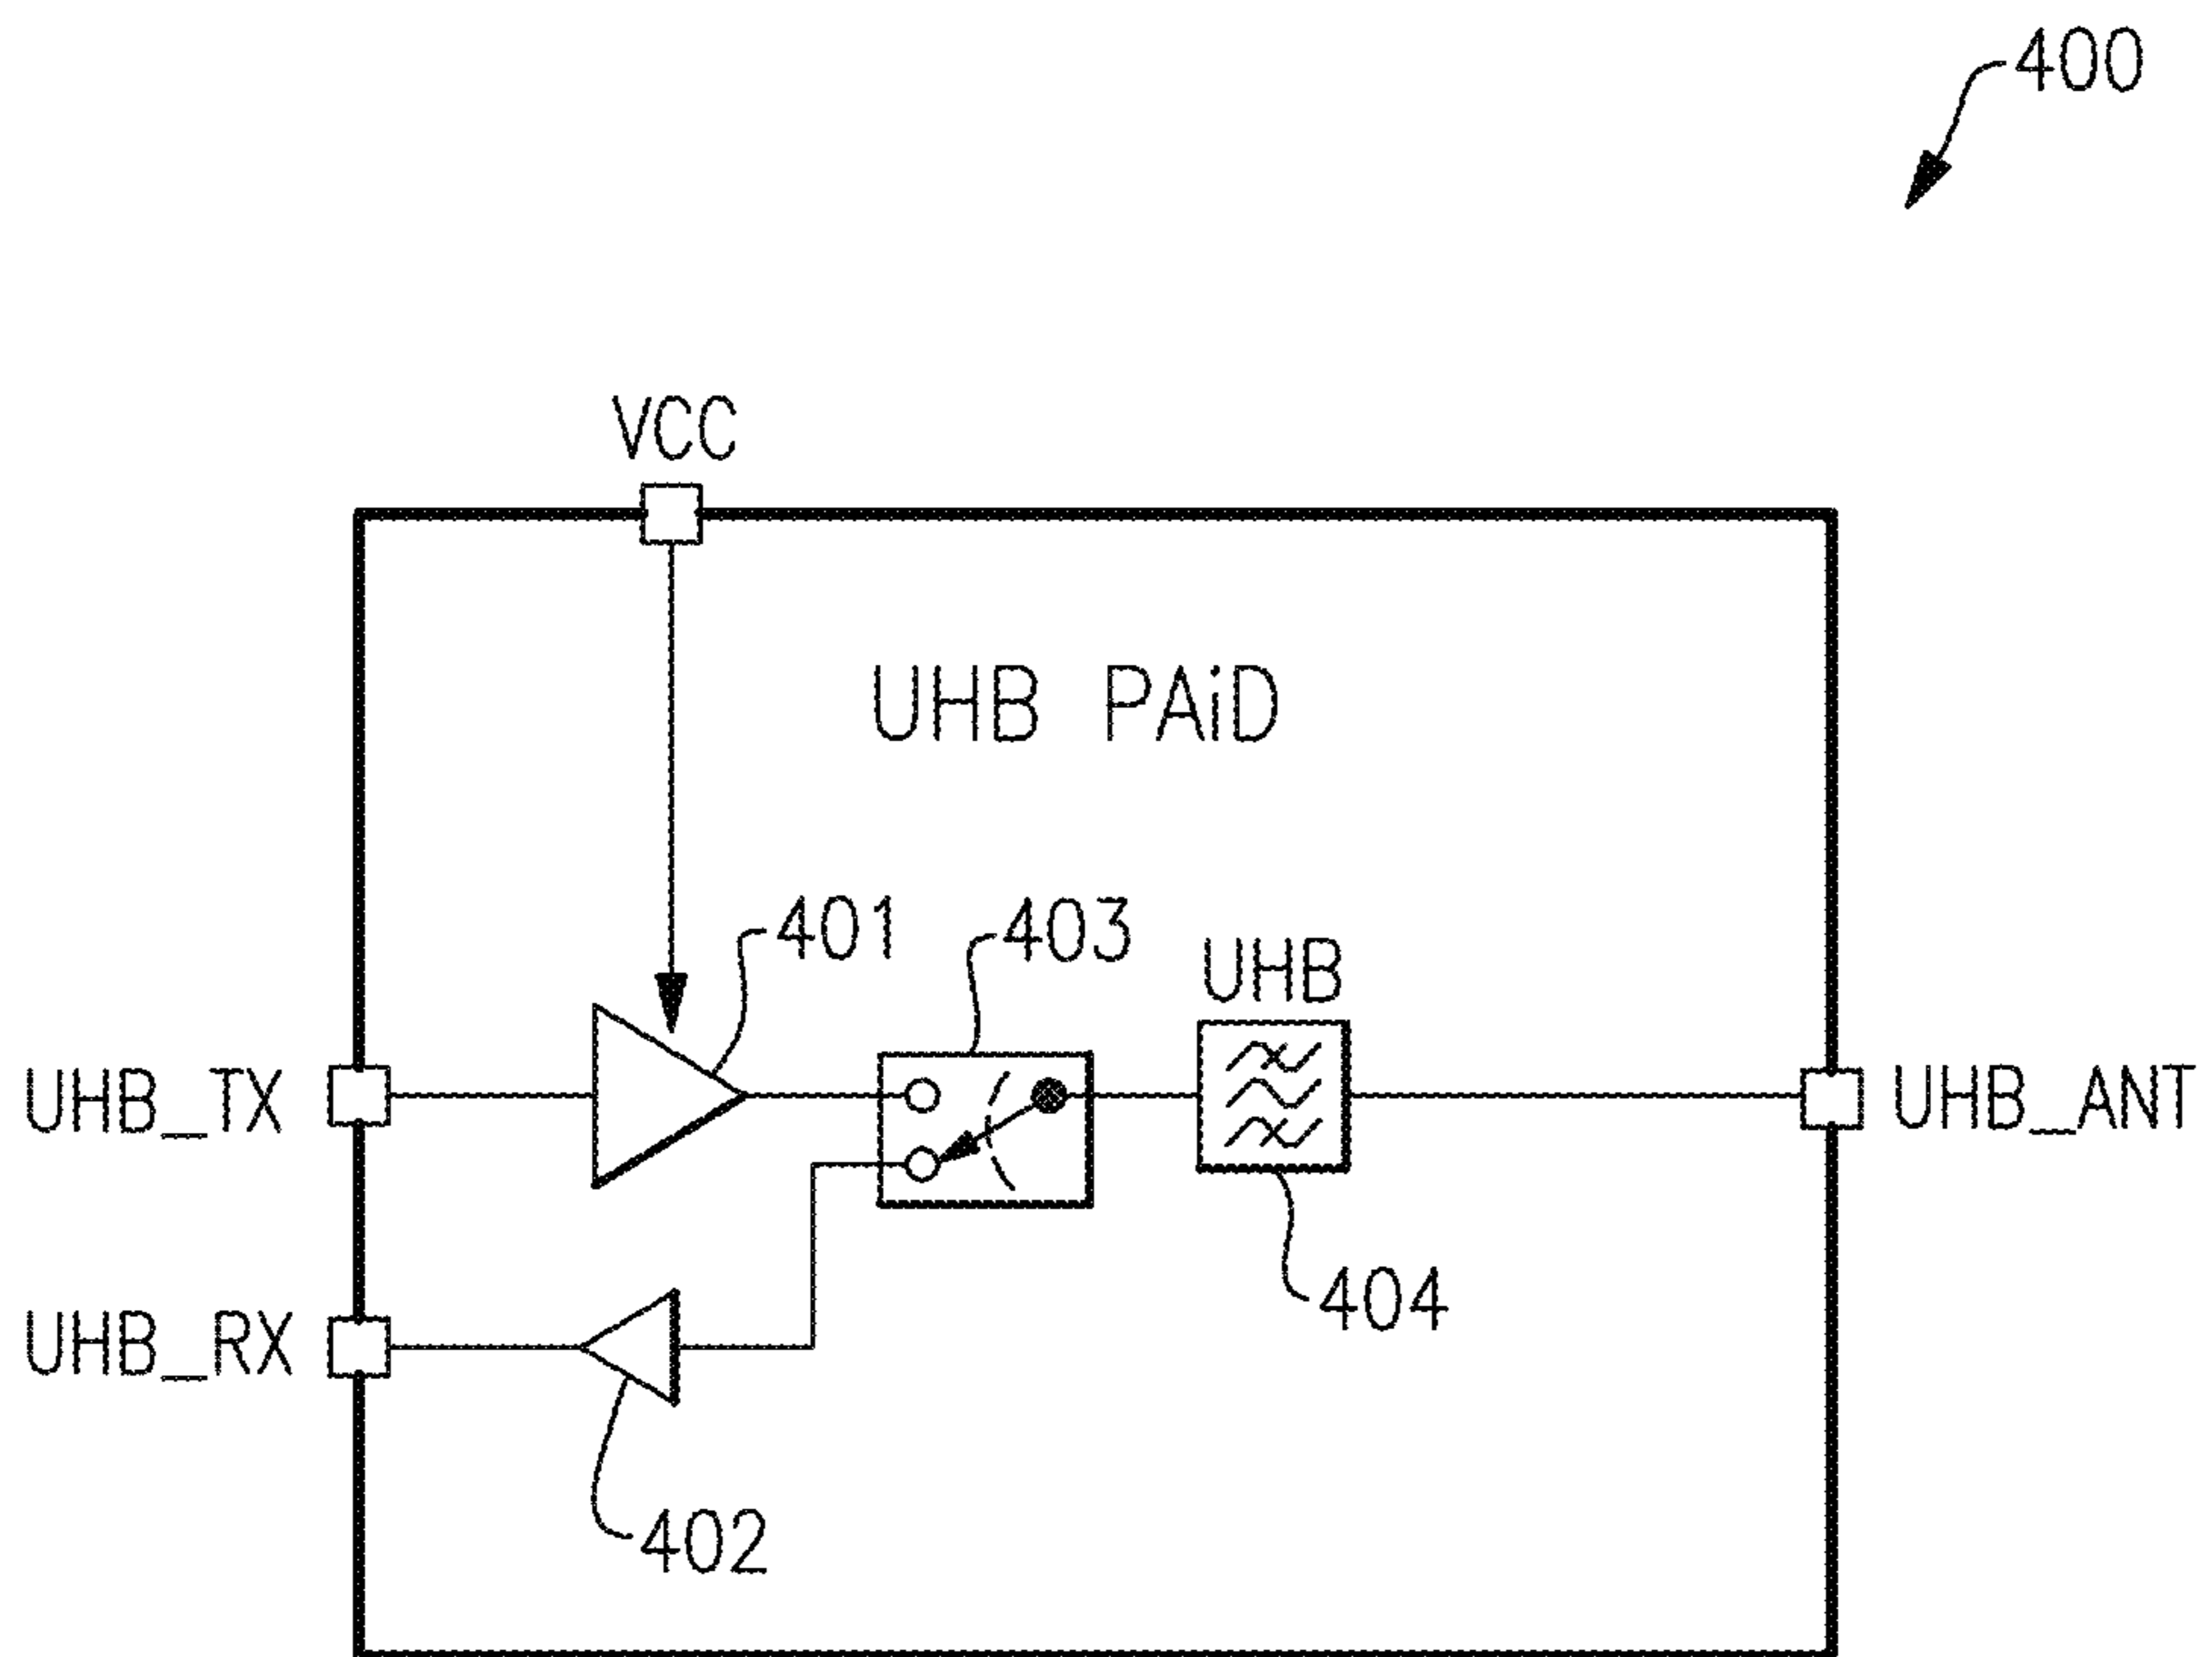 400
VCC
UHB PAiD
401
403
UHB
UHB_TX
UHB_ANT
UHB_RX
404
402